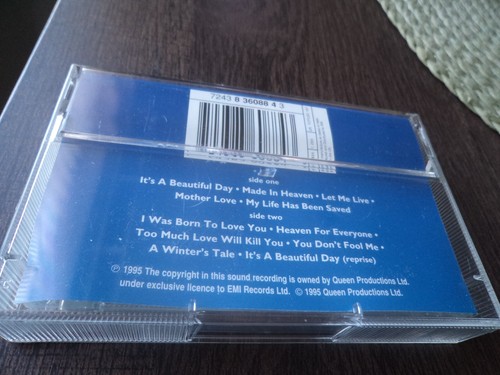 7243 8 36088 4 3
side one
It's A Beautiful Day • Made In Heaven • Let Me Live •
Mother Love • My Life Has Been Saved
side two
I Was Born To Love You • Heaven For Everyone •
Too Much Love Will Kill You • You Don't Fool Me •
A Winter's Tale • It's A Beautiful Day (reprise)
℗ 1995 The copyright in this sound recording is owned by Queen Productions Ltd.
under exclusive licence to EMI Records Ltd. © 1995 Queen Productions Ltd.